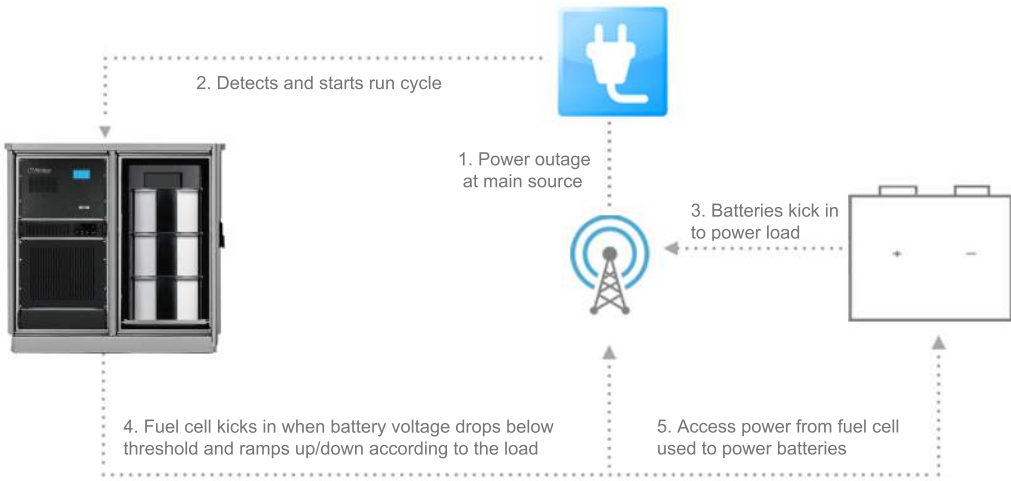 2. Detects and starts run cycle
1. Power outage
at main source
3. Batteries kick in
to power load
+ −
4. Fuel cell kicks in when battery voltage drops below
threshold and ramps up/down according to the load
5. Access power from fuel cell
used to power batteries